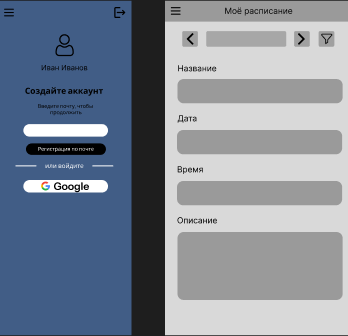 Иван Иванов
Создайте аккаунт
Введите почту, чтобы
продолжить
Регистрация по почте
или войдите
Google
Моё расписание
Название
Дата
Время
Описание